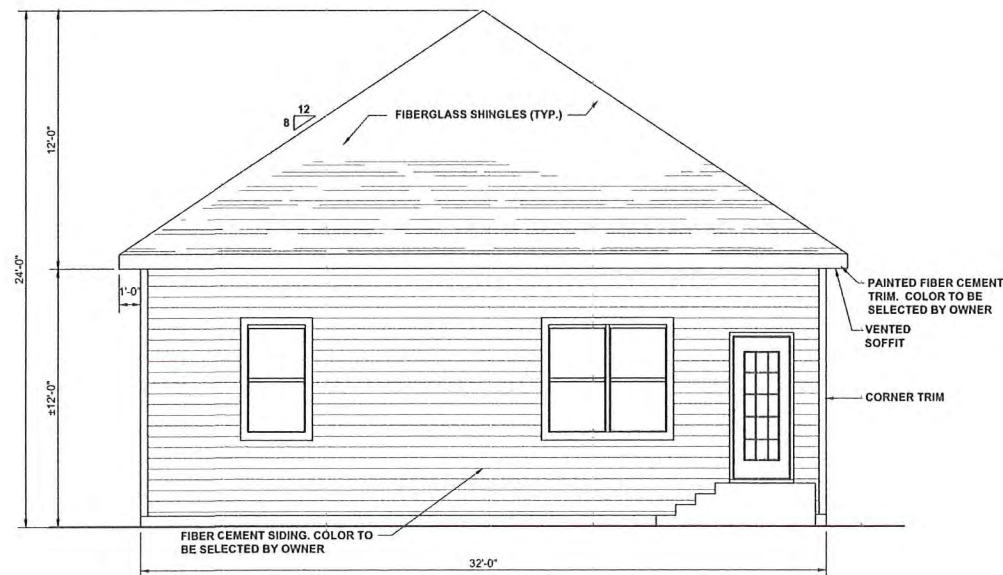 12
8
FIBERGLASS SHINGLES (TYP.)
12'-0"
24'-0"
1'-0"
PAINTED FIBER CEMENT
TRIM. COLOR TO BE
SELECTED BY OWNER
VENTED
SOFFIT
±12'-0"
CORNER TRIM
FIBER CEMENT SIDING. COLOR TO
BE SELECTED BY OWNER
32'-0"